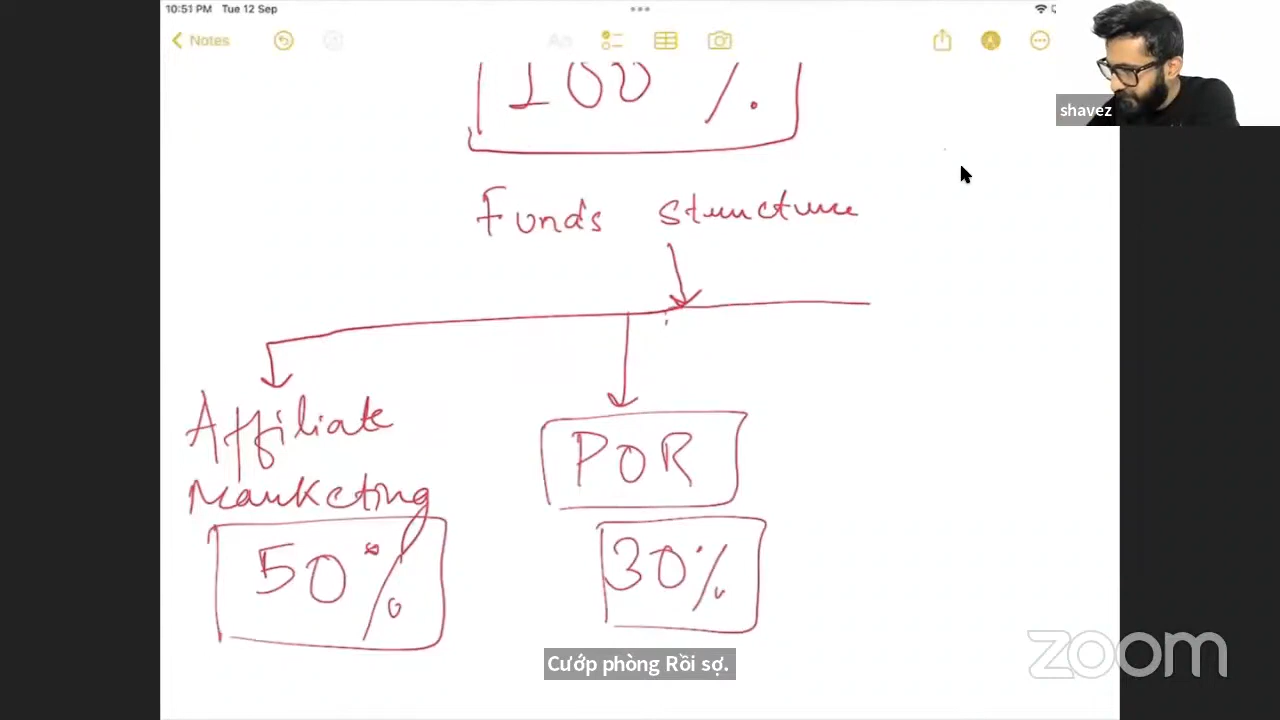 10:51 PM Tue 12 Sep
Notes
Aa
shavez
100 %.
Funds structure
Affiliate
Marketing
50%
POR
30%
Cướp phòng Rồi sợ.
zoom